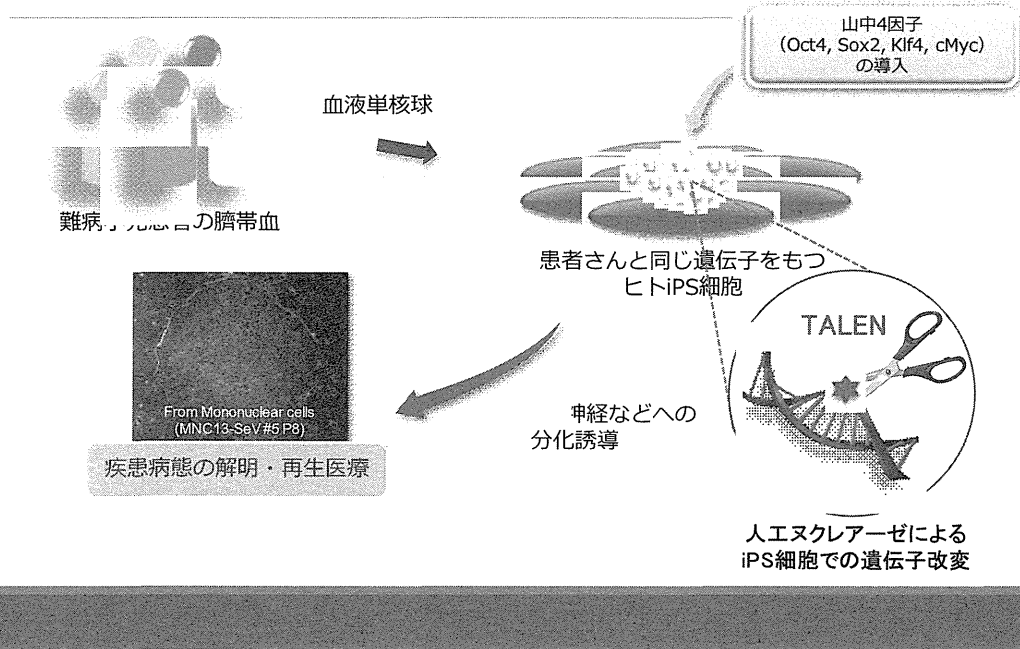 山中4因子
（Oct4, Sox2, Klf4, cMyc）
の導入
血液単核球
難病 の臍帯血
患者さんと同じ遺伝子をもつ
ヒトiPS細胞
TALEN
From Mononuclear cells
(MNC13-SeV #5 P8)
経などへの
分化誘導
疾患病態の解明・再生医療
人工ヌクレアーゼによる
iPS細胞での遺伝子改変